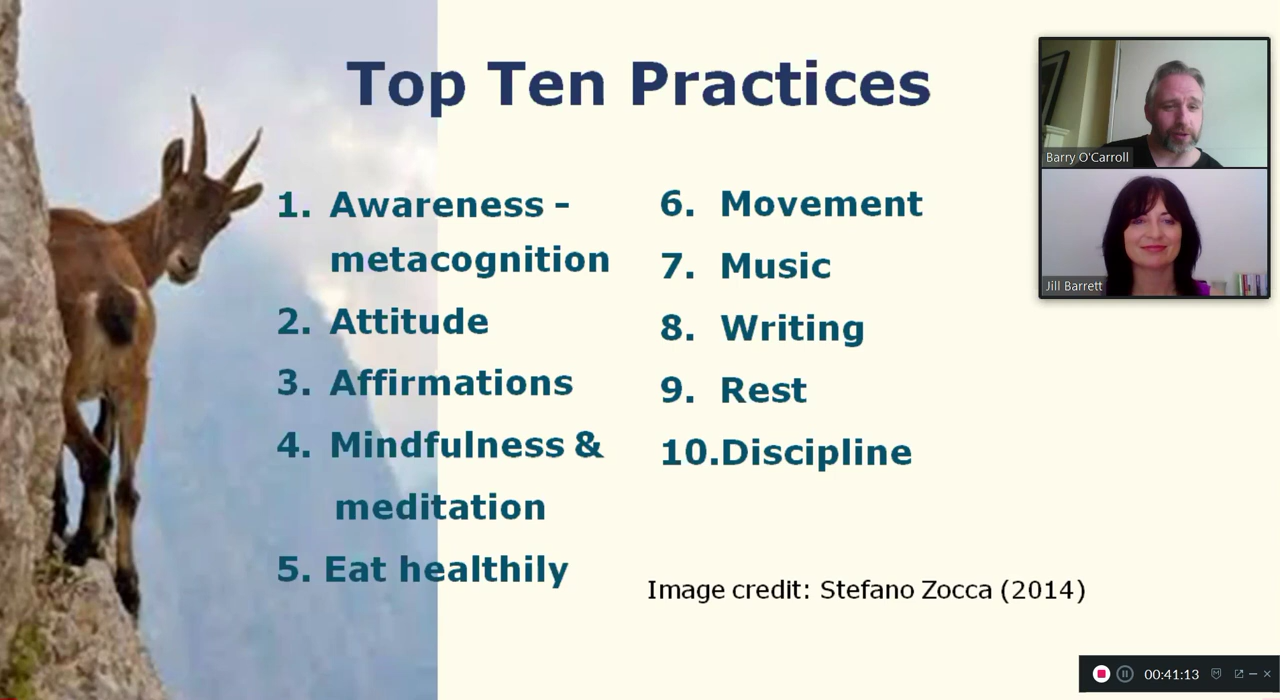 Top Ten Practices
1. Awareness -
metacognition
2. Attitude
3. Affirmations
4. Mindfulness &
meditation
5. Eat healthily
6. Movement
7. Music
8. Writing
9. Rest
10.Discipline
Image credit: Stefano Zocca (2014)
Barry O'Carroll
Jill Barrett
00:41:13